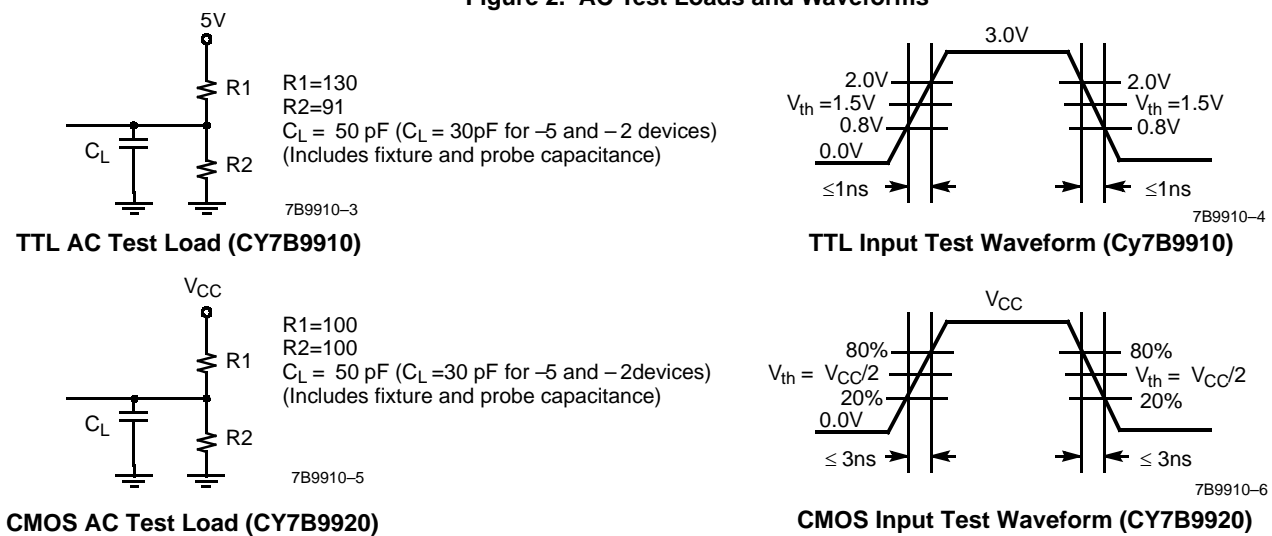 Figure 2. AC Test Loads and Waveforms
5V
R1
R1=130
R2=91
CL = 50 pF (CL = 30pF for –5 and – 2 devices)
(Includes fixture and probe capacitance)
CL
R2
7B9910–3
TTL AC Test Load (CY7B9910)
3.0V
2.0V
Vth =1.5V
0.8V
0.0V
2.0V
Vth =1.5V
0.8V
≤1ns
≤1ns
7B9910–4
TTL Input Test Waveform (Cy7B9910)
VCC
R1
R1=100
R2=100
CL = 50 pF (CL =30 pF for –5 and – 2devices)
(Includes fixture and probe capacitance)
CL
R2
7B9910–5
CMOS AC Test Load (CY7B9920)
VCC
80%
Vth = VCC/2
20%
0.0V
80%
Vth = VCC/2
20%
≤ 3ns
≤ 3ns
7B9910–6
CMOS Input Test Waveform (CY7B9920)